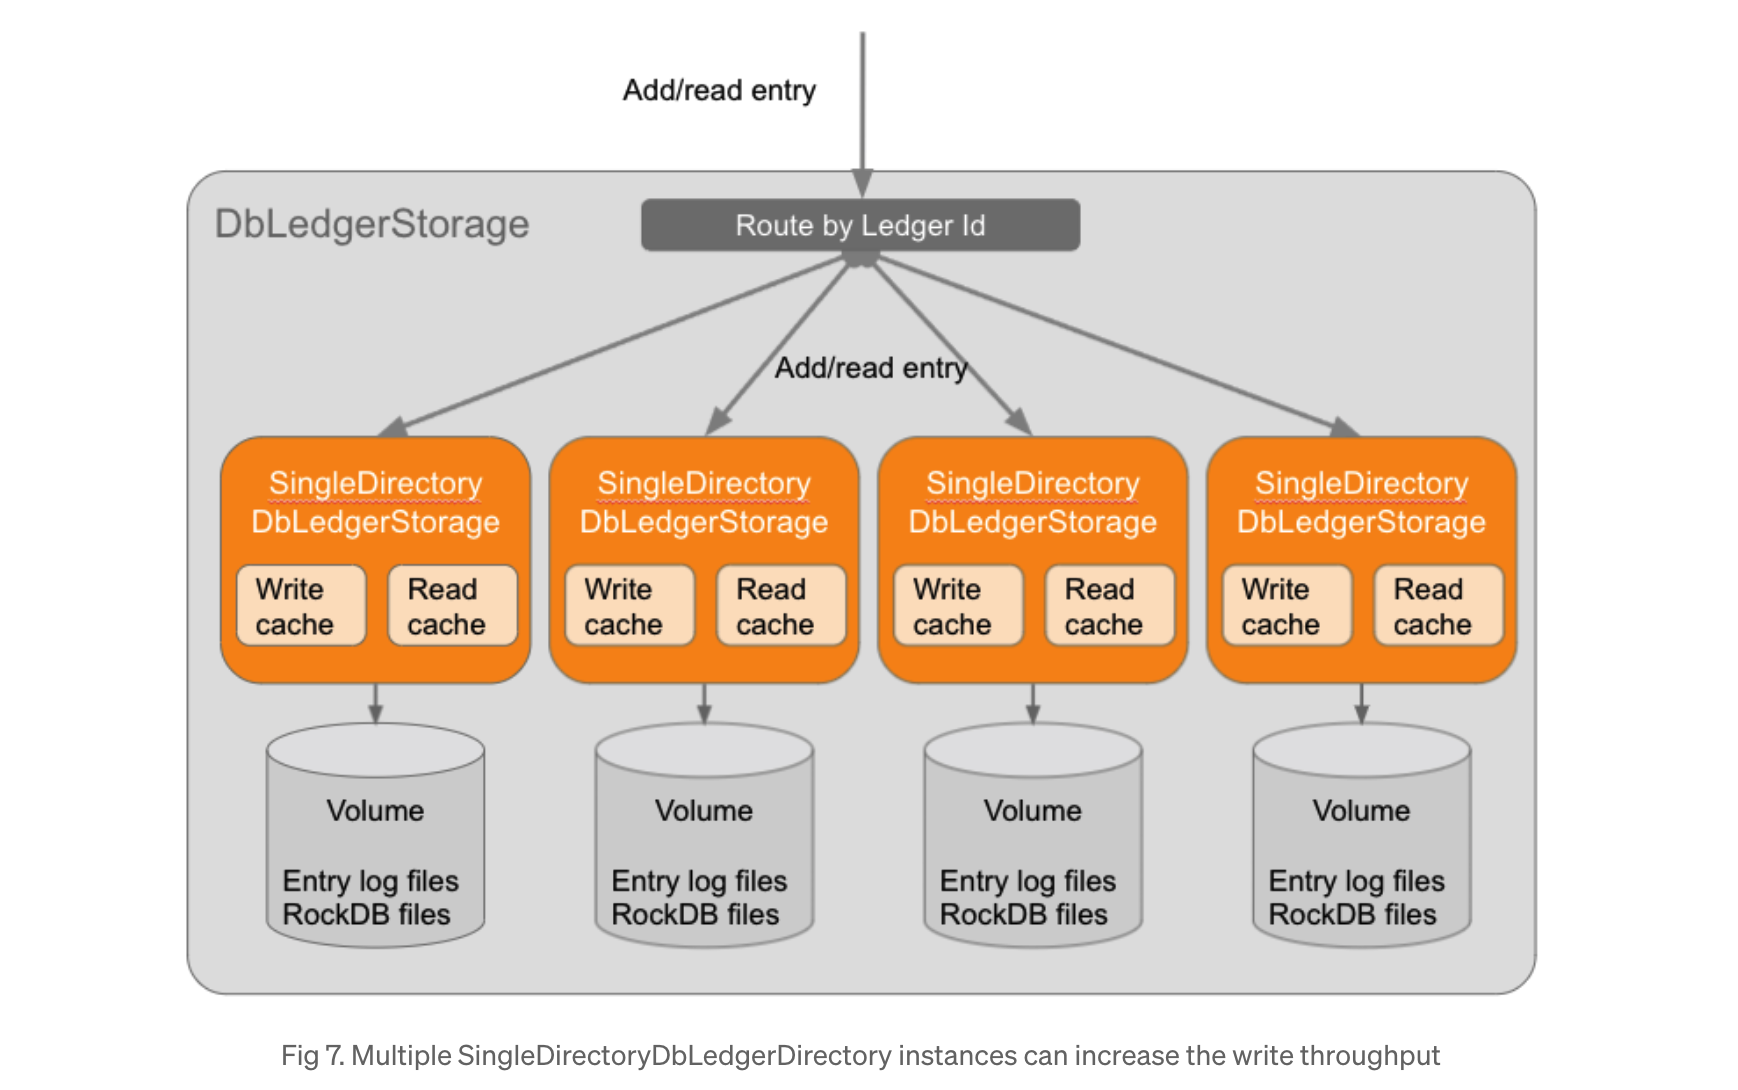 Add/read entry
DbLedgerStorage
Route by Ledger Id
Add/read entry
SingleDirectory
DbLedgerStorage
Write
cache
Read
cache
SingleDirectory
DbLedgerStorage
Write
cache
Read
cache
SingleDirectory
DbLedgerStorage
Write
cache
Read
cache
SingleDirectory
DbLedgerStorage
Write
cache
Read
cache
Volume
Entry log files
RockDB files
Volume
Entry log files
RockDB files
Volume
Entry log files
RockDB files
Volume
Entry log files
RockDB files
Fig 7. Multiple SingleDirectoryDbLedgerDirectory instances can increase the write throughput